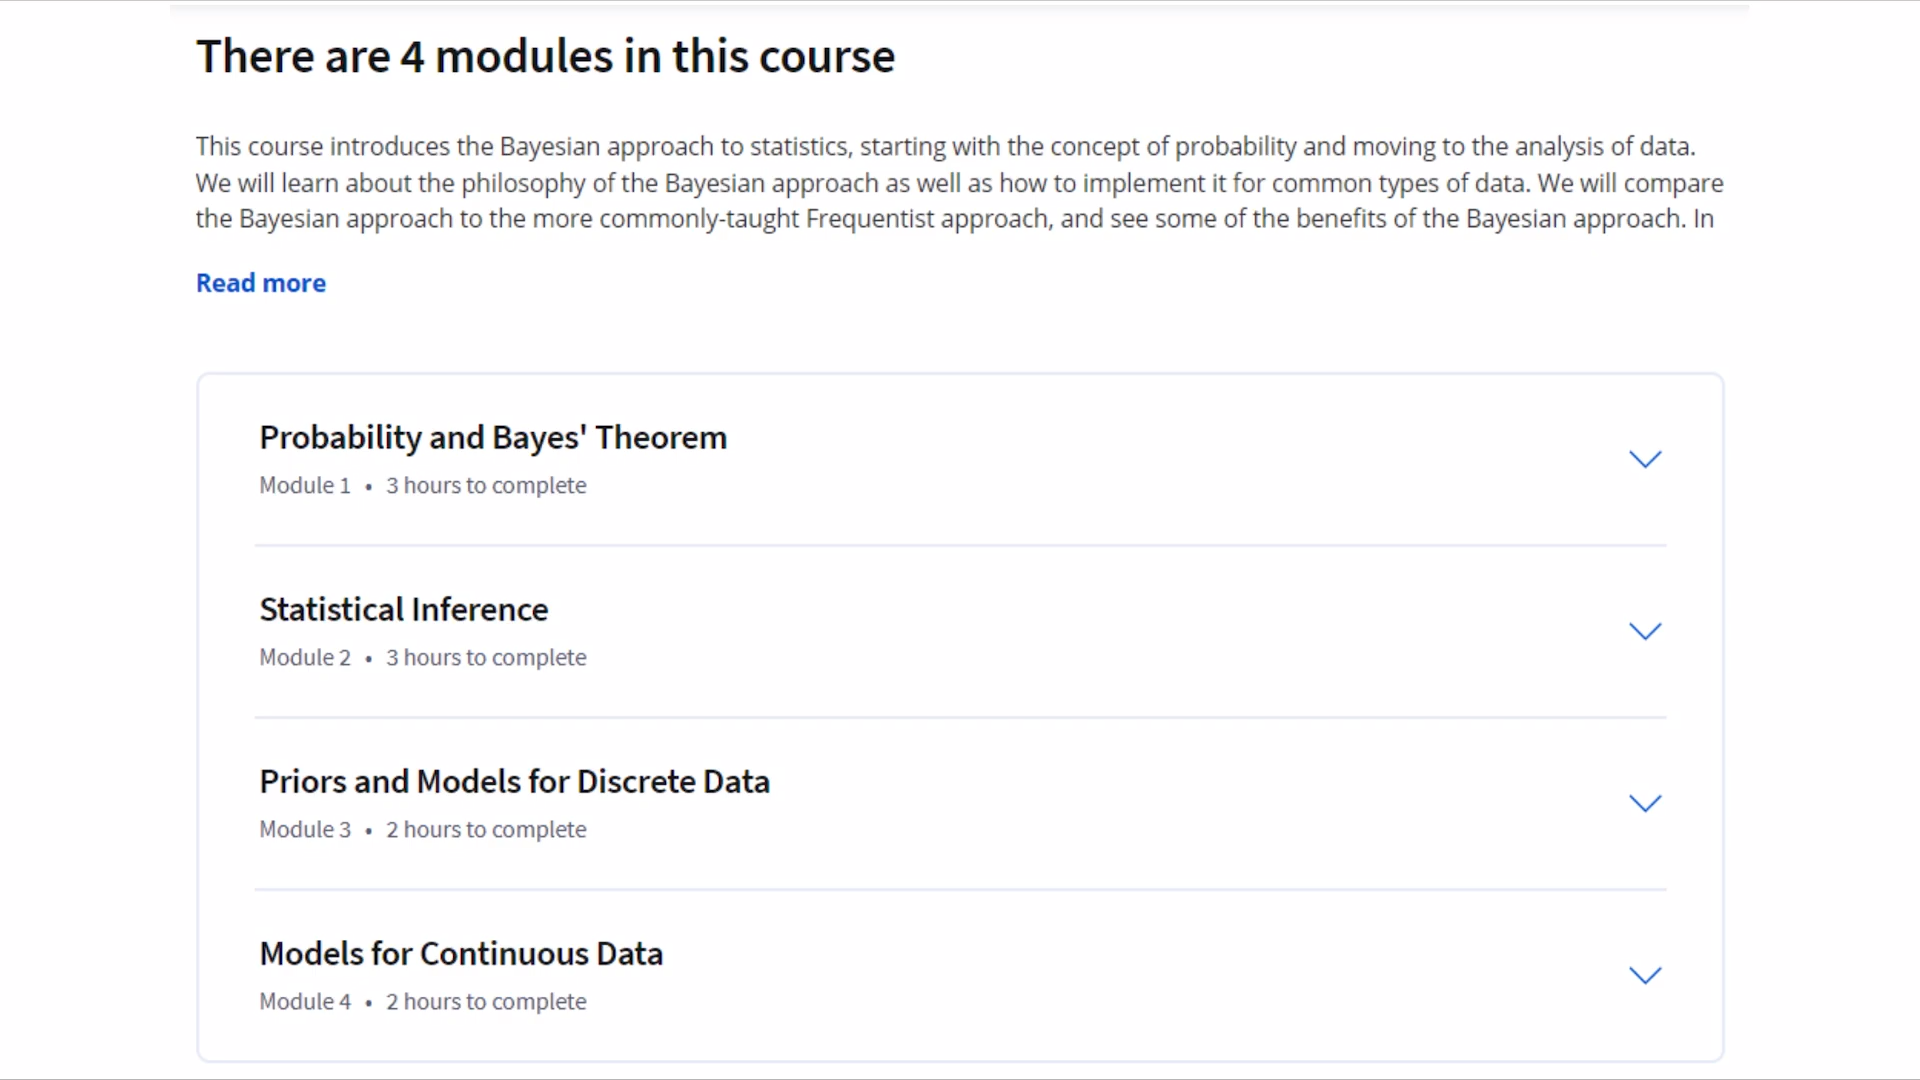 There are 4 modules in this course
This course introduces the Bayesian approach to statistics, starting with the concept of probability and moving to the analysis of data.
We will learn about the philosophy of the Bayesian approach as well as how to implement it for common types of data. We will compare
the Bayesian approach to the more commonly-taught Frequentist approach, and see some of the benefits of the Bayesian approach. In
Read more
Probability and Bayes' Theorem
Module 1 • 3 hours to complete
Statistical Inference
Module 2 • 3 hours to complete
Priors and Models for Discrete Data
Module 3 • 2 hours to complete
Models for Continuous Data
Module 4 • 2 hours to complete